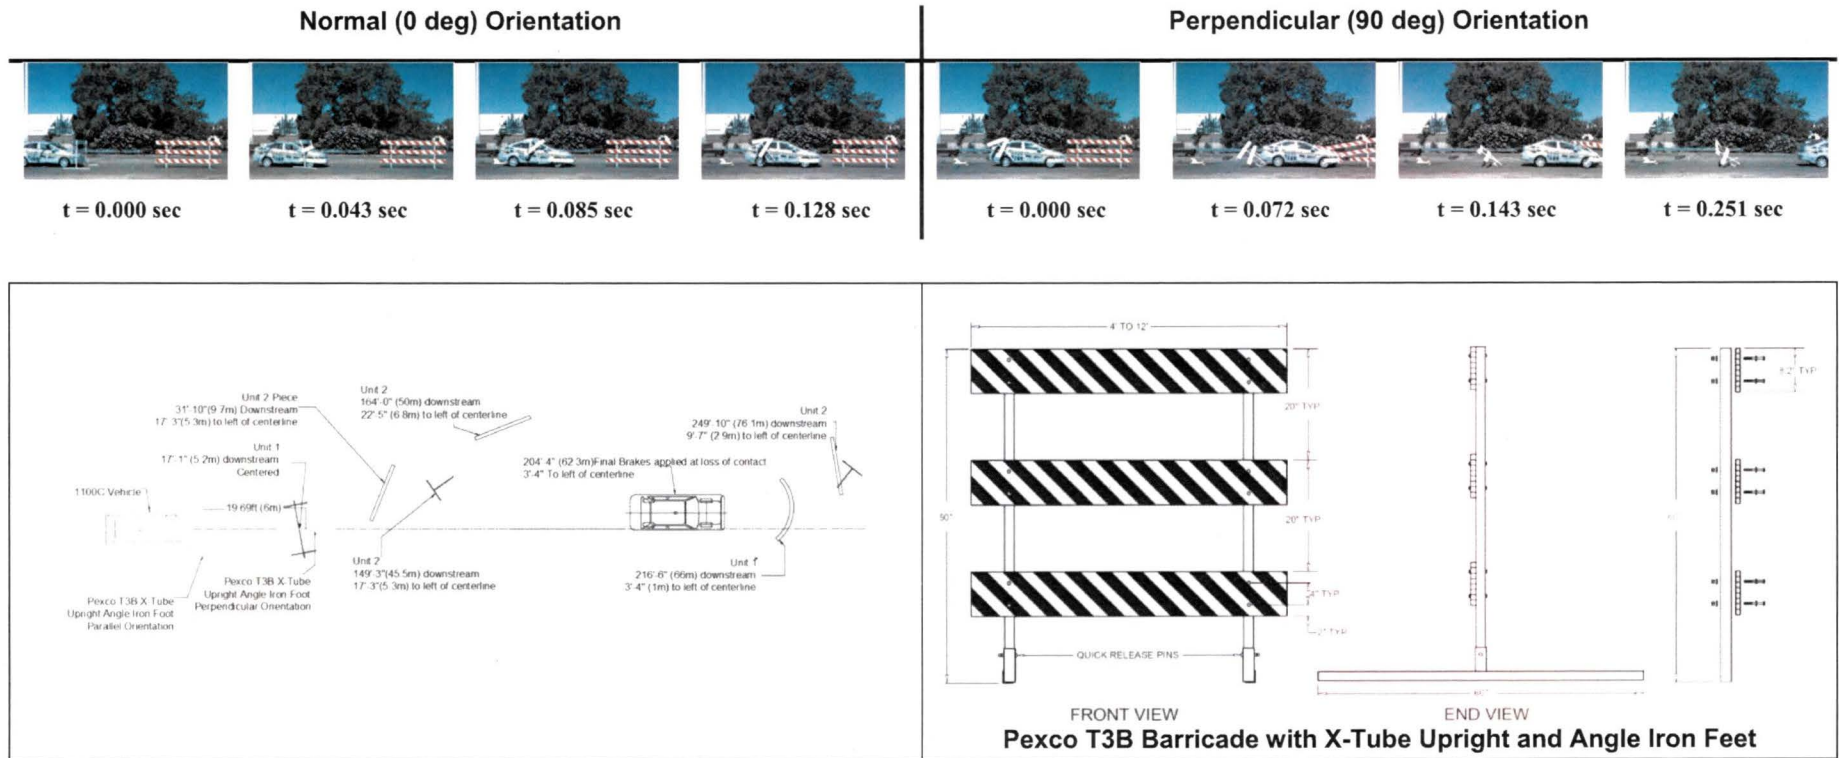 Normal (0 deg) Orientation
Perpendicular (90 deg) Orientation
t = 0.000 sec
t = 0.043 sec
t = 0.085 sec
t = 0.128 sec
t = 0.000 sec
t = 0.072 sec
t = 0.143 sec
t = 0.251 sec
Unit 2 Piece
31'-10"(9.7m) Downstream
17'-3"(5.3m) to left of centerline
Unit 2
164'-0" (50m) downstream
22'-5" (6.8m) to left of centerline
Unit 2
249'-10" (76.1m) downstream
9'-7" (2.9m) to left of centerline
Unit 1
17'-1" (5.2m) downstream
Centered
204'-4" (62.3m)Final Brakes applied at loss of contact
3'-4" To left of centerline
1100C Vehicle
19.69ft (6m)
Unit 2
149'-3"(45.5m) downstream
17'-3"(5.3m) to left of centerline
Unit 1
216'-6" (66m) downstream
3'-4" (1m) to left of centerline
Pexco T3B X-Tube
Upright Angle Iron Foot
Perpendicular Orientation
Pexco T3B X-Tube
Upright Angle Iron Foot
Parallel Orientation
4' TO 12'
20" TYP
20" TYP
4" TYP
2" TYP
8.2" TYP
QUICK RELEASE PINS
FRONT VIEW
END VIEW
Pexco T3B Barricade with X-Tube Upright and Angle Iron Feet